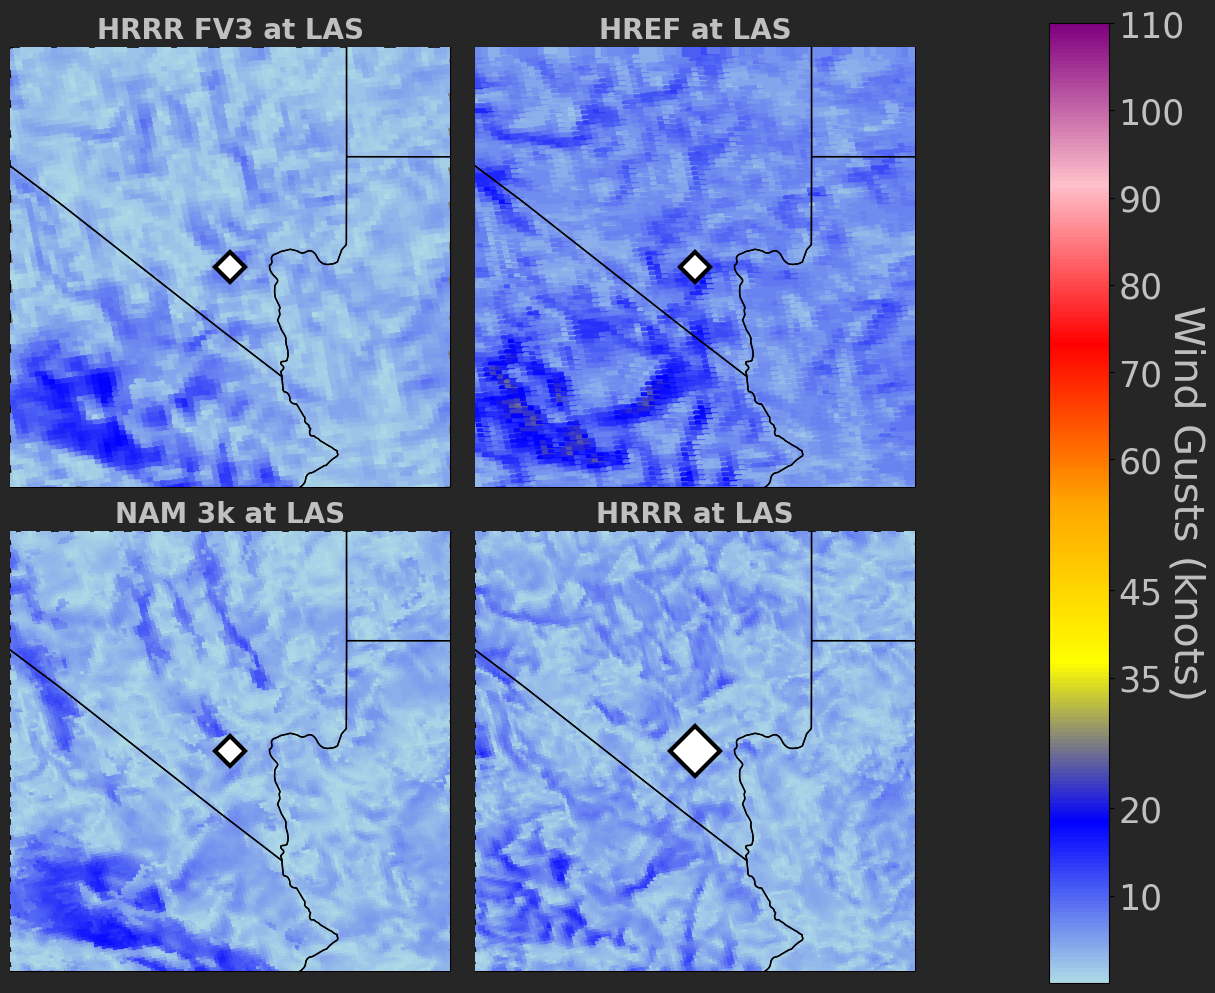 HRRR FV3 at LAS
HREF at LAS
NAM 3k at LAS
HRRR at LAS
110
100
90
80
70
60
45
35
20
10
Wind Gusts (knots)